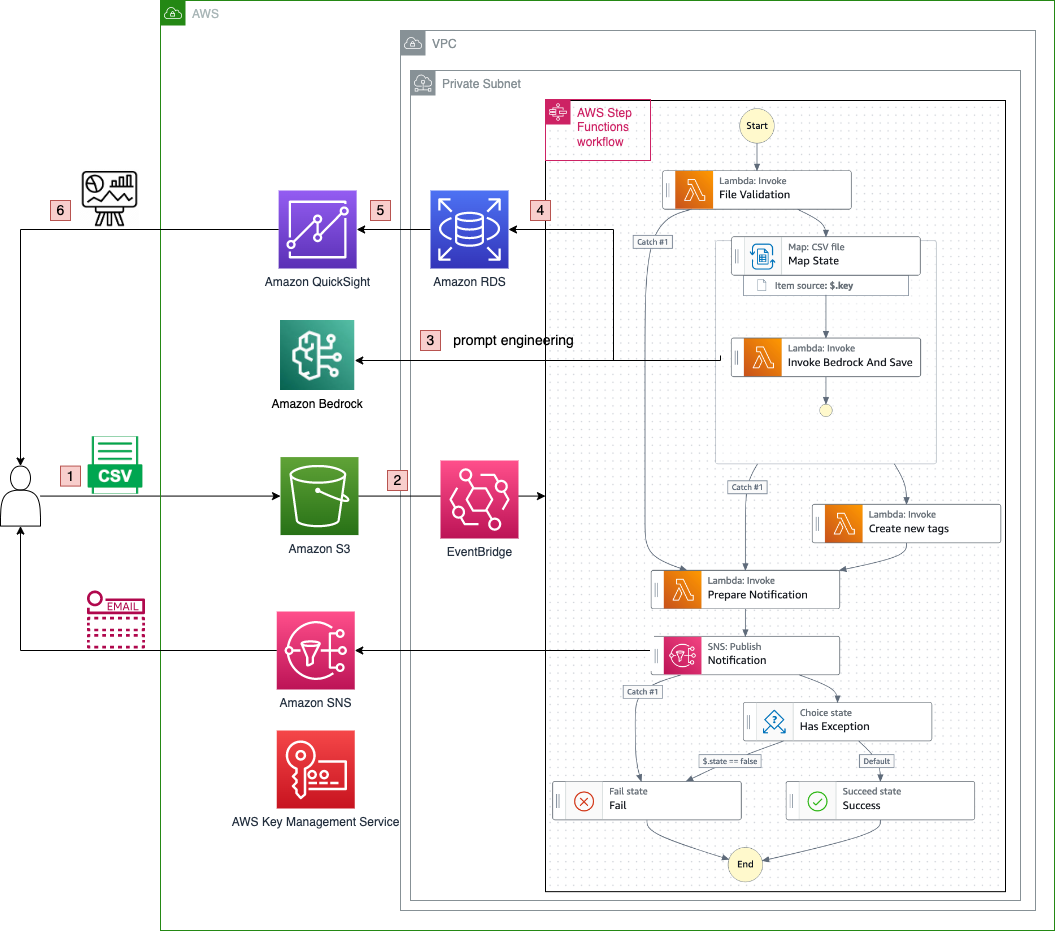 AWS
VPC
Private Subnet
AWS Step
Functions
workflow
Start
Lambda: Invoke
File Validation
Catch #1
Map: CSV file
Map State
Item source: $.key
6
5
4
Amazon QuickSight
Amazon RDS
3
prompt engineering
Lambda: Invoke
Invoke Bedrock And Save
Amazon Bedrock
1
CSV
2
Catch #1
Lambda: Invoke
Create new tags
Amazon S3
EventBridge
Lambda: Invoke
Prepare Notification
EMAIL
SNS: Publish
Notification
Amazon SNS
Catch #1
Choice state
Has Exception
?
$.state == false
Default
Fail state
Fail
Succeed state
Success
AWS Key Management Service
End